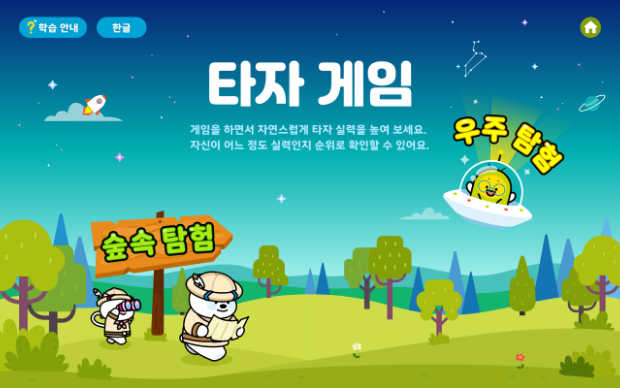 ? 학습 안내
한글
타자 게임
게임을 하면서 자연스럽게 타자 실력을 높여 보세요.
자신이 어느 정도 실력인지 순위로 확인할 수 있어요.
우주 탐험
숲속 탐험